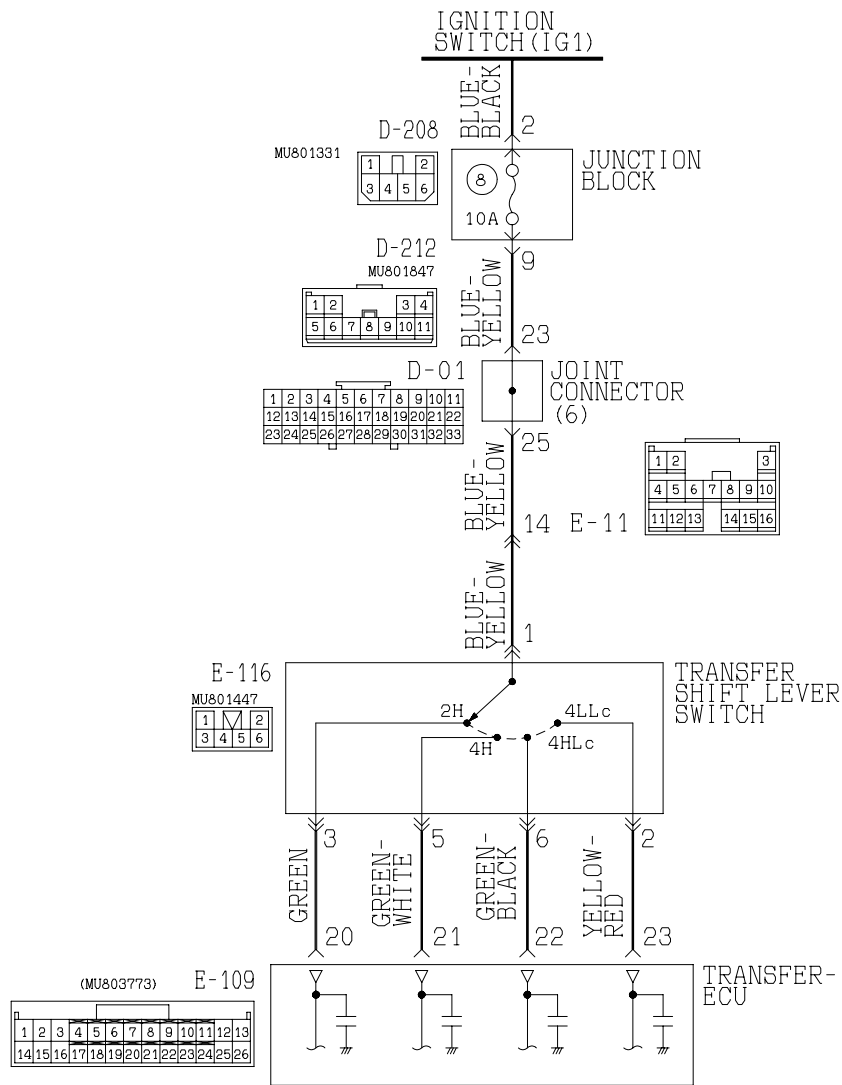 IGNITION
SWITCH(IG1)
BLUE-
BLACK
2
D-208
MU801331
1 2
3 4 5 6
8
10A
JUNCTION
BLOCK
D-212
MU801847
1 2 3 4
5 6 7 8 9 10 11
9
BLUE-
YELLOW
23
D-01
1 2 3 4 5 6 7 8 9 10 11
12 13 14 15 16 17 18 19 20 21 22
23 24 25 26 27 28 29 30 31 32 33
JOINT
CONNECTOR
(6)
25
BLUE-
YELLOW
14 E-11
1 2 3
4 5 6 7 8 9 10
11 12 13 14 15 16
BLUE-
YELLOW
1
E-116
MU801447
1 2
3 4 5 6
TRANSFER
SHIFT LEVER
SWITCH
2H
4H
4HLc
4LLc
3 5 6 2
GREEN
GREEN-
WHITE
GREEN-
BLACK
YELLOW-
RED
20 21 22 23
(MU803773) E-109
1 2 3 4 5 6 7 8 9 10 11 12 13
14 15 16 17 18 19 20 21 22 23 24 25 26
TRANSFER-
ECU